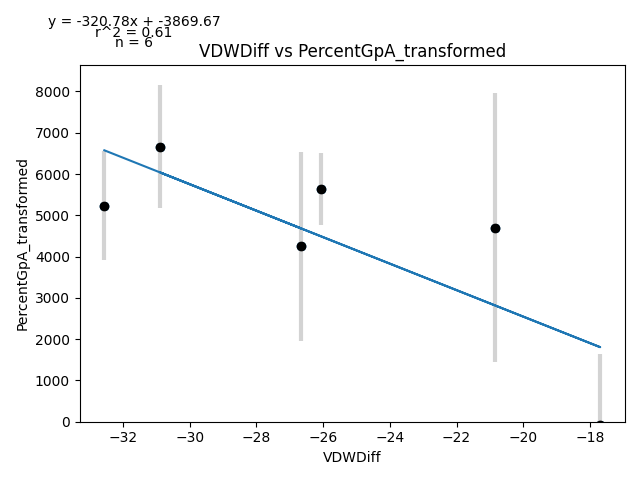 y = -320.78x + -3869.67
r^2 = 0.61
n = 6
VDWDiff vs PercentGpA_transformed
PercentGpA_transformed
8000
7000
6000
5000
4000
3000
2000
1000
0
−32 −30 −28 −26 −24 −22 −20 −18
VDWDiff